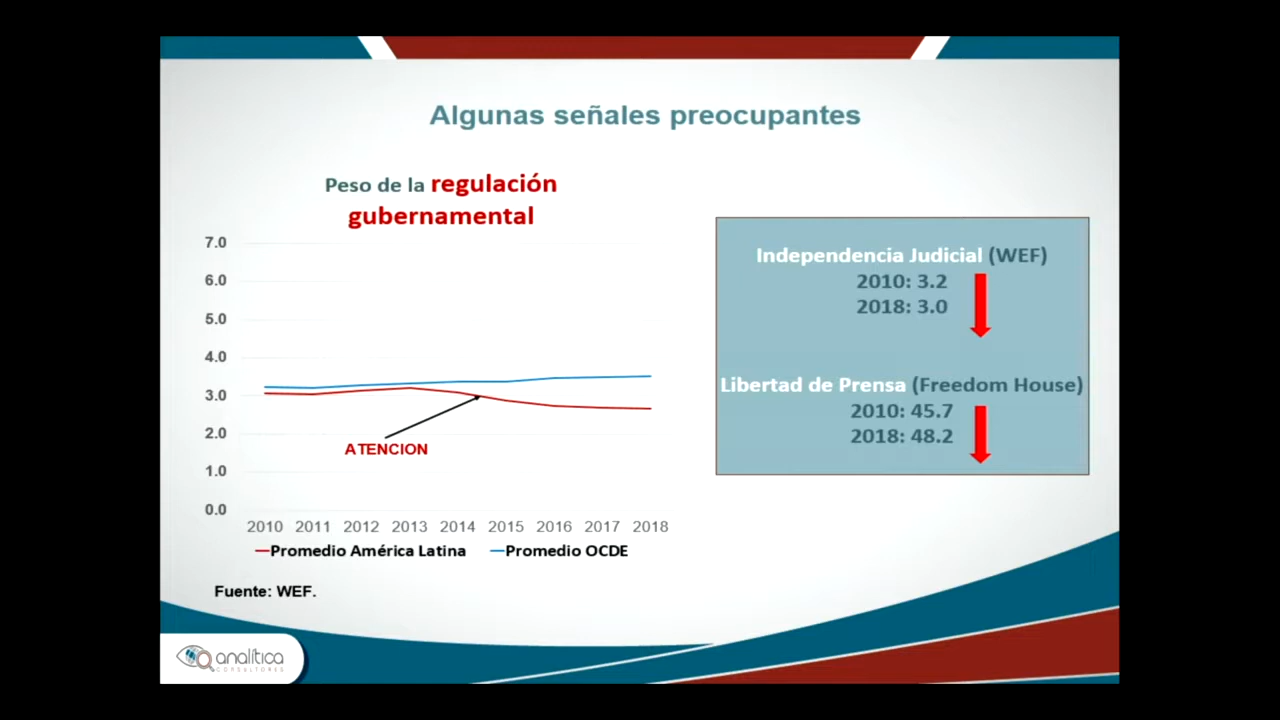 Algunas señales preocupantes
Peso de la regulación
gubernamental
7.0
6.0
5.0
4.0
3.0
2.0
1.0
0.0
ATENCION
2010 2011 2012 2013 2014 2015 2016 2017 2018
Promedio América Latina Promedio OCDE
Fuente: WEF.
Independencia Judicial (WEF)
2010: 3.2
2018: 3.0
Libertad de Prensa (Freedom House)
2010: 45.7
2018: 48.2
analítica
CONSULTORES